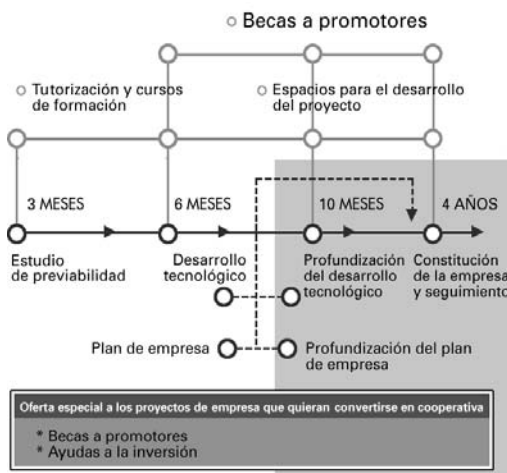 Becas a promotores
Tutorización y cursos
de formación
Espacios para el desarrollo
del proyecto
3 MESES
6 MESES
10 MESES
4 AÑOS
Estudio
de previabilidad
Desarrollo
tecnológico
Profundización
del desarrollo
tecnológico
Constitución
de la empresa
y seguimiento
Plan de empresa
Profundización del plan
de empresa
Oferta especial a los proyectos de empresa que quieran convertirse en cooperativa
* Becas a promotores
* Ayudas a la inversión